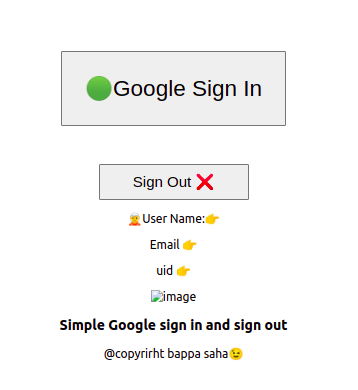 🟢Google Sign In
Sign Out ❌
🧝User Name:👉
Email 👉
uid 👉
image
Simple Google sign in and sign out
@copyrirht bappa saha😉